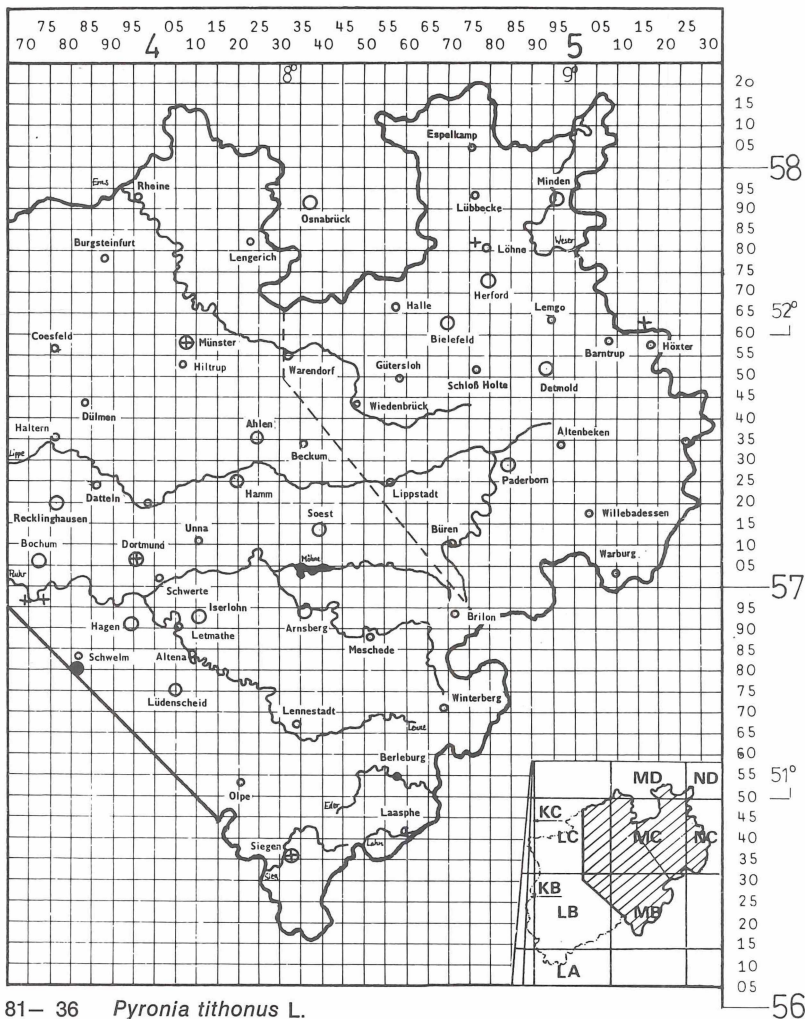 75 85 95 4 05 15 25 35 45 55 65 75 85 95 5 05 15 25
70 80 90 10 20 30 40 50 60 70 80 90 10 20 30
8° 9°
20
15
10
Espelkamp 05
58
Ems Rheine Minden 95
Osnabrück Lübbecke 90
Burgsteinfurt Löhne Weser 85
Lengerich 80
75
Herford 70
Halle Lemgo 65
52°
Coesfeld Münster Bielefeld Barntrup Höxter 60
Hiltrup Warendorf Gütersloh 55
Schloß Holte Detmold 50
Dülmen Wiedenbrück 45
Haltern Ahlen Altenbeken 40
Lippe Beckum 35
Paderborn 30
Datteln Hamm Lippstadt 25
Recklinghausen Soest Willebadessen 20
Unna 15
Bochum Dortmund Büren 10
Möhne Warburg 05
Ruhr
57
Schwerte
Iserlohn 95
Hagen Letmathe Arnsberg Brilon 90
Schwelm Altena Meschede 85
80
Lüdenscheid 75
Winterberg 70
Lennestadt Lenne 65
60
Berleburg 55
51°
Olpe MD ND 50
Eder KC 45
Laasphe LC MC NC 40
Siegen Lahn 35
Sieg KB 30
25
LB MB 20
15
LA 10
05
56
81– 36 Pyronia tithonus L.